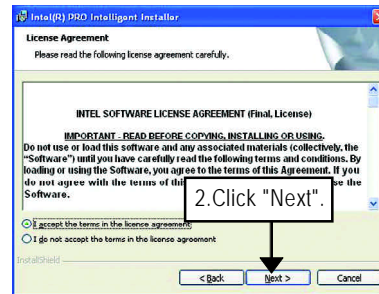 Intel(R) PRO Intelligent Installer
License Agreement
Please read the following license agreement carefully.
INTEL SOFTWARE LICENSE AGREEMENT (Final, License)
IMPORTANT - READ BEFORE COPYING, INSTALLING OR USING.
Do not use or load this software and any associated materials (collectively, the
"Software") until you have carefully read the following terms and conditions. By
loading or using the Software, you agree to the terms of this Agreement. If you
do not agree with the terms of this
se the
Software.
2.Click "Next".
I accept the terms in the license agreement
I do not accept the terms in the license agreement
InstallShield
< Back
Next >
Cancel